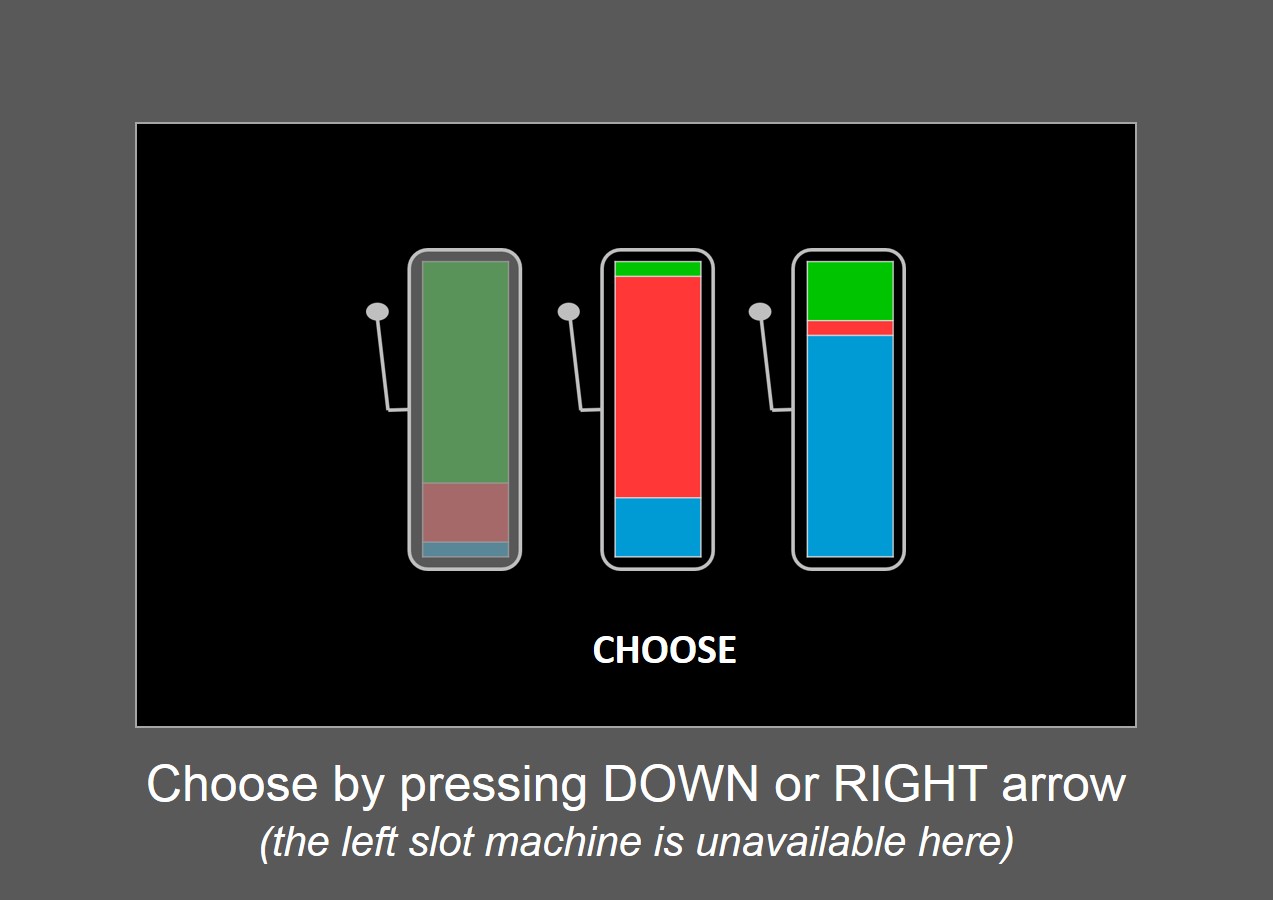 CHOOSE
Choose by pressing DOWN or RIGHT arrow
(the left slot machine is unavailable here)